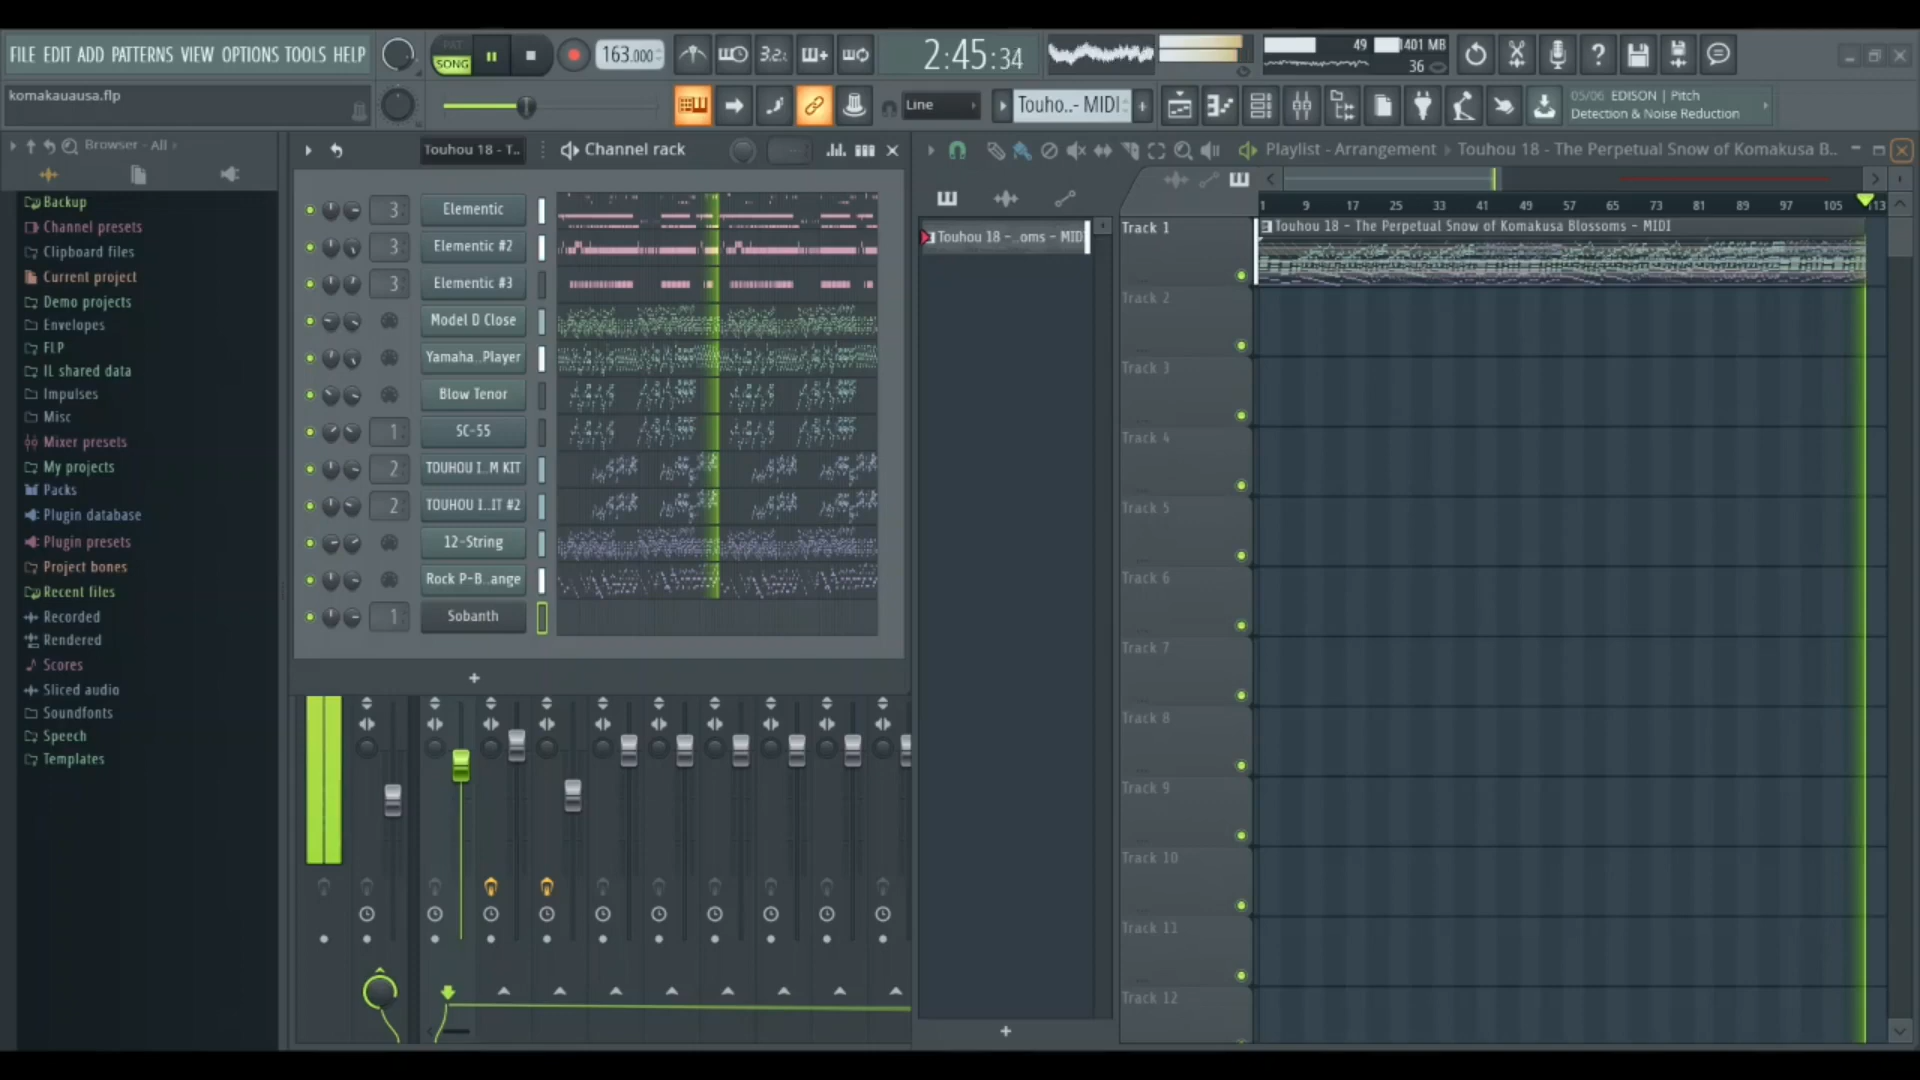 FILE EDIT ADD PATTERNS VIEW OPTIONS TOOLS HELP
PAT
SONG
163.000
3.2.
2:45:34
49
1401 MB
36
komakauausa.flp
Line
Touho..- MIDI
05/06 EDISON | Pitch
Detection & Noise Reduction
Browser - All
Backup
Channel presets
Clipboard files
Current project
Demo projects
Envelopes
FLP
IL shared data
Impulses
Misc
Mixer presets
My projects
Packs
Plugin database
Plugin presets
Project bones
Recent files
Recorded
Rendered
Scores
Sliced audio
Soundfonts
Speech
Templates
Touhou 18 - T..
Channel rack
3 Elementic
3 Elementic #2
3 Elementic #3
Model D Close
Yamaha..Player
Blow Tenor
1 SC-55
2 TOUHOU I..M KIT
2 TOUHOU I..IT #2
12-String
Rock P-B..ange
1 Sobanth
Touhou 18 -..oms - MIDI
Playlist - Arrangement
Touhou 18 - The Perpetual Snow of Komakusa B..
1 9 17 25 33 41 49 57 65 73 81 89 97 105 113
Touhou 18 - The Perpetual Snow of Komakusa Blossoms - MIDI
Track 1
Track 2
Track 3
Track 4
Track 5
Track 6
Track 7
Track 8
Track 9
Track 10
Track 11
Track 12